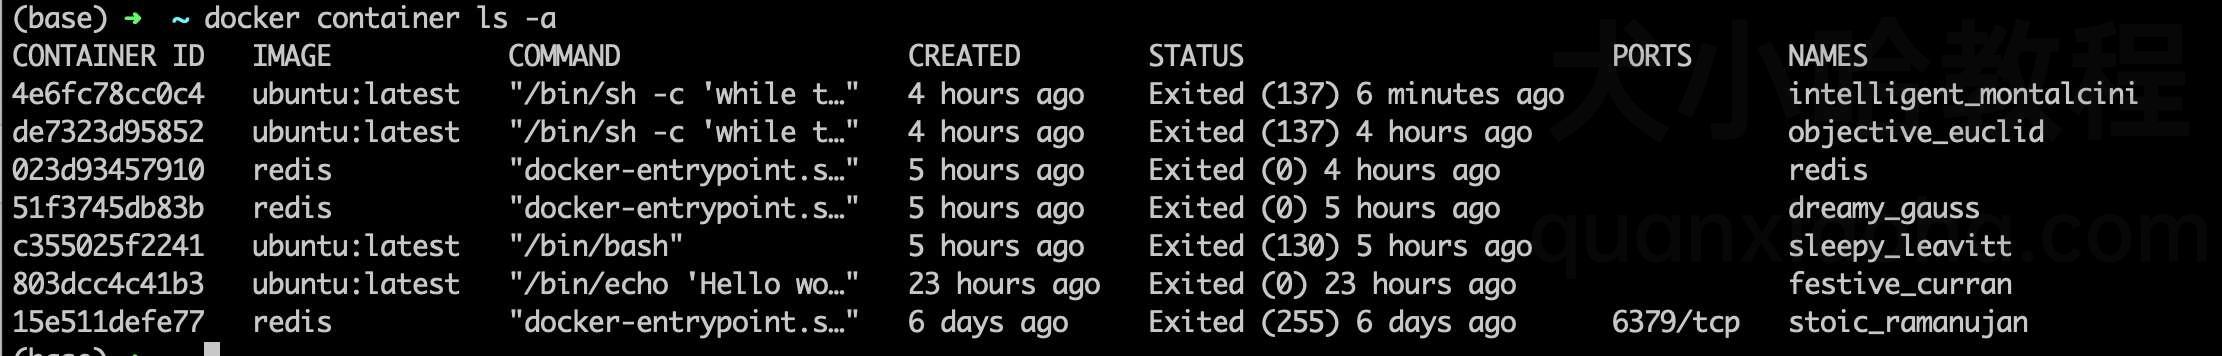 (base) ➜  ~ docker container ls -a
CONTAINER ID   IMAGE           COMMAND                  CREATED        STATUS                       PORTS      NAMES
4e6fc78cc0c4   ubuntu:latest   "/bin/sh -c 'while t…"   4 hours ago    Exited (137) 6 minutes ago              intelligent_montalcini
de7323d95852   ubuntu:latest   "/bin/sh -c 'while t…"   4 hours ago    Exited (137) 4 hours ago                objective_euclid
023d93457910   redis           "docker-entrypoint.s…"   5 hours ago    Exited (0) 4 hours ago                  redis
51f3745db83b   redis           "docker-entrypoint.s…"   5 hours ago    Exited (0) 5 hours ago                  dreamy_gauss
c355025f2241   ubuntu:latest   "/bin/bash"              5 hours ago    Exited (130) 5 hours ago                sleepy_leavitt
803dcc4c41b3   ubuntu:latest   "/bin/echo 'Hello wo…"   23 hours ago   Exited (0) 23 hours ago                 festive_curran
15e511defe77   redis           "docker-entrypoint.s…"   6 days ago     Exited (255) 6 days ago      6379/tcp   stoic_ramanujan
(base) ➜
犬小哈教程